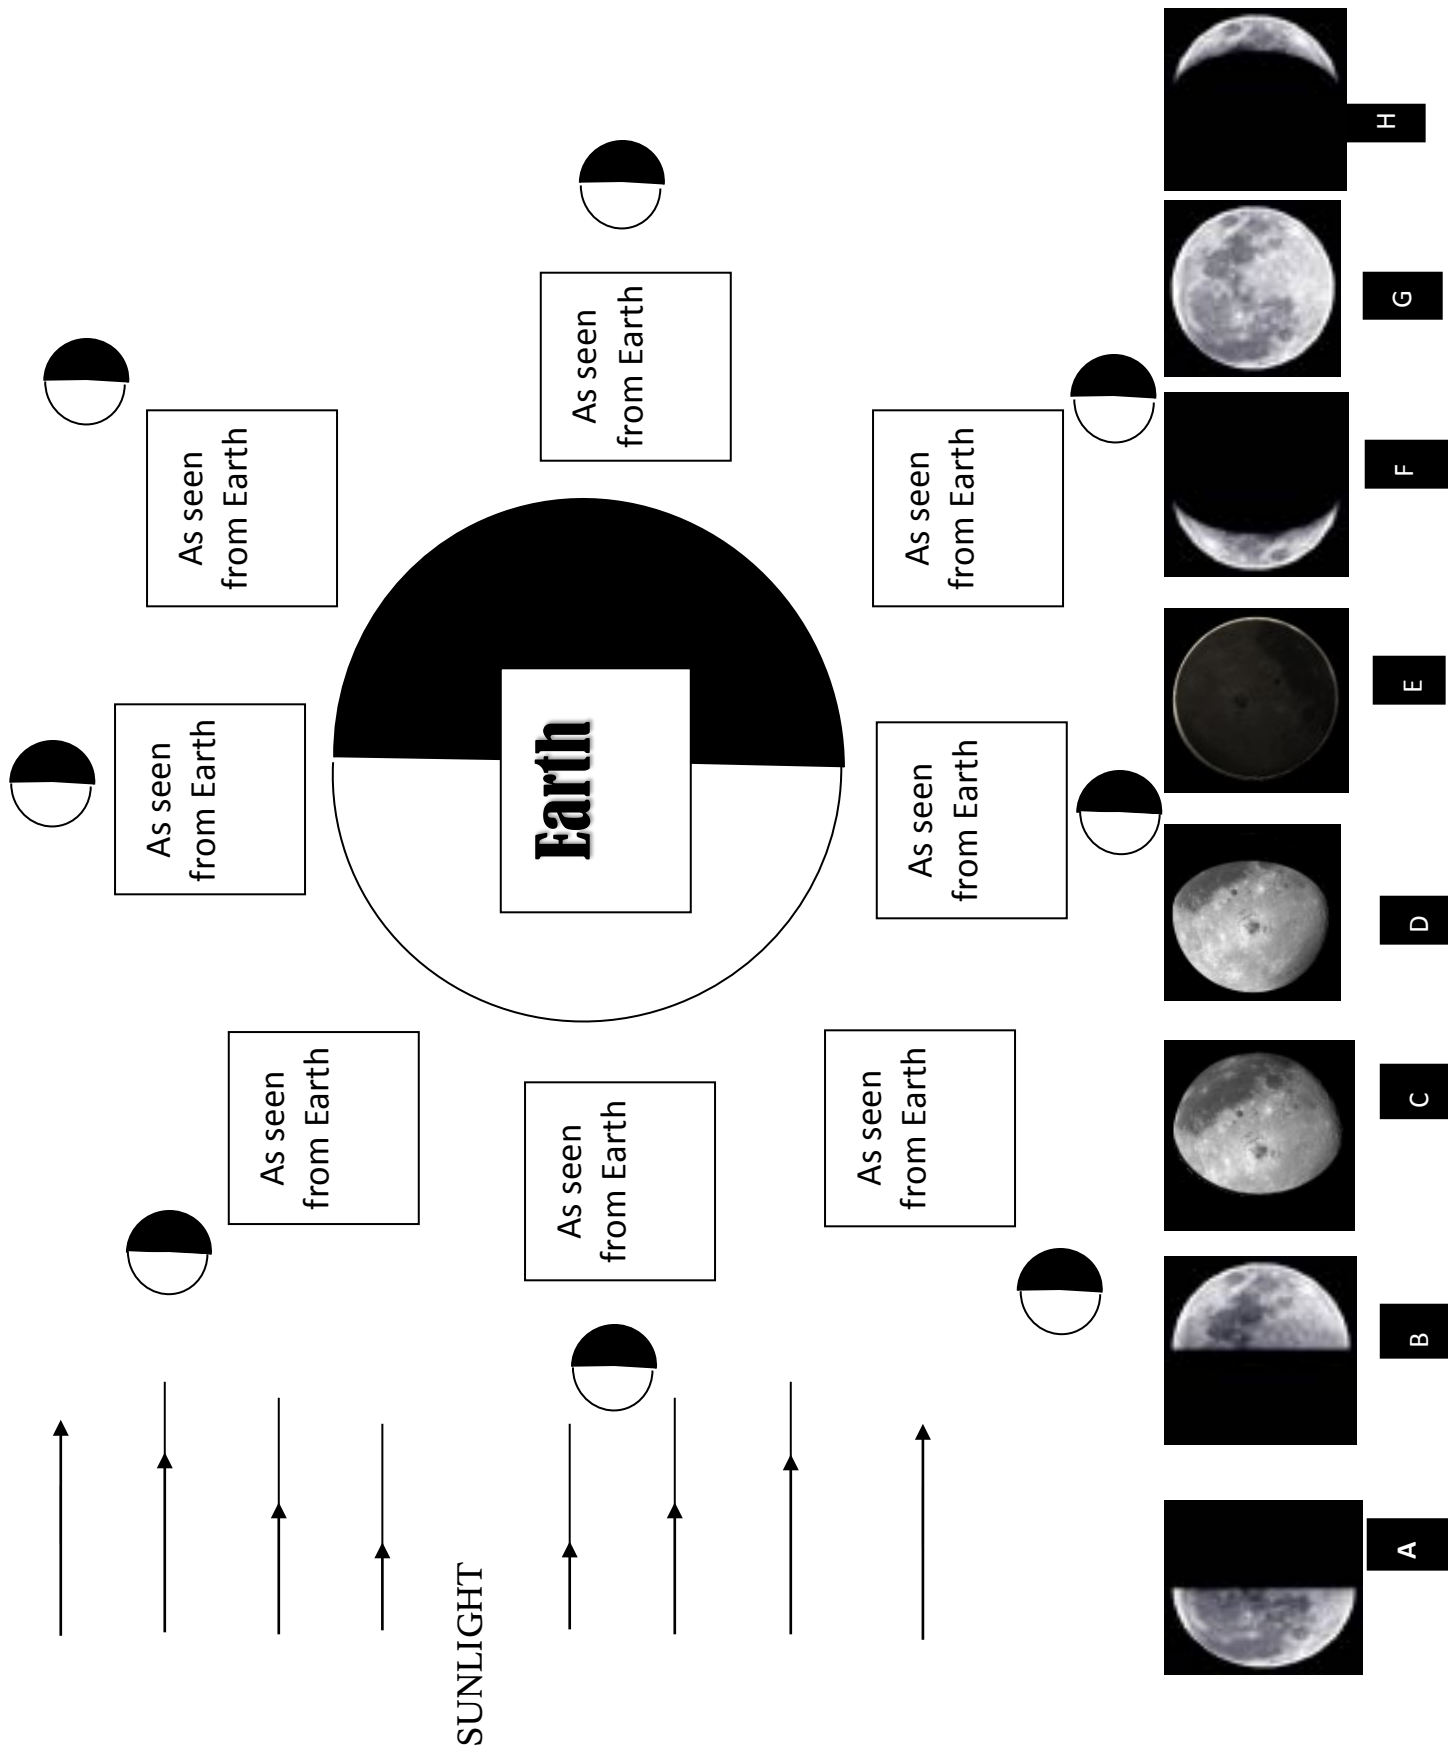 As seen
from Earth
As seen
from Earth
As seen
from Earth
SUNLIGHT
As seen
from Earth
Earth
As seen
from Earth
As seen
from Earth
As seen
from Earth
As seen
from Earth
A
B
C
D
E
F
G
H